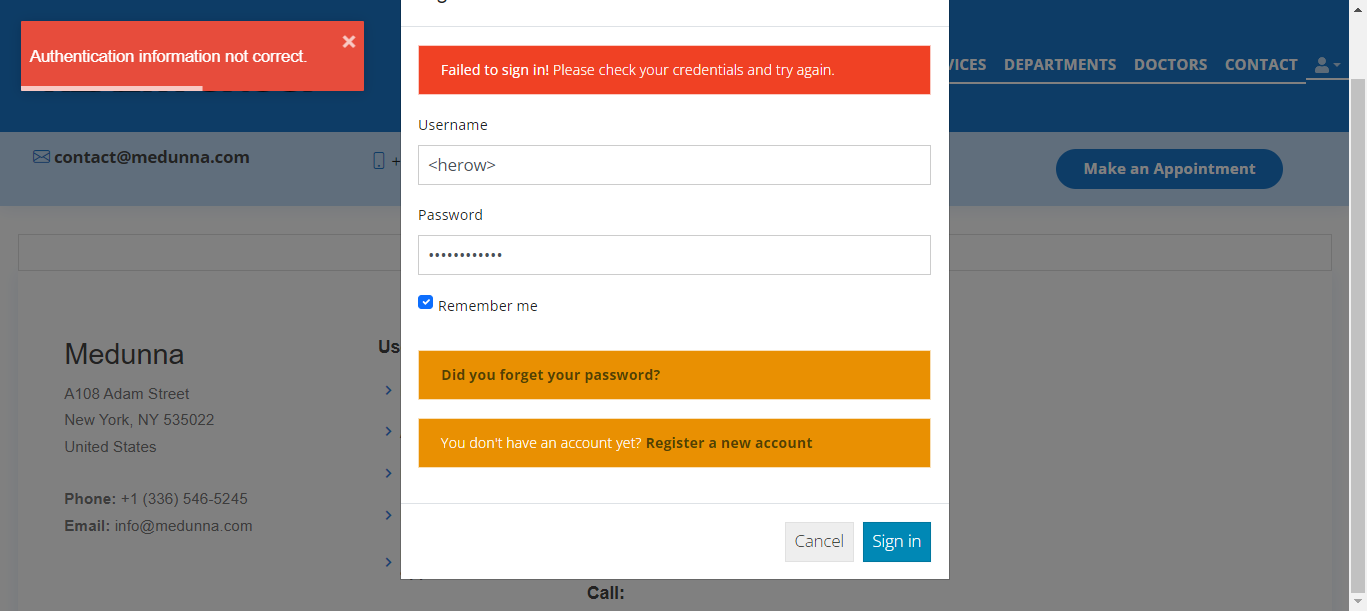 Authentication information not correct.
×
Failed to sign in! Please check your credentials and try again.
DEPARTMENTS DOCTORS CONTACT
contact@medunna.com
+
Make an Appointment
Username
<herow>
Password
••••••••••••
Remember me
Did you forget your password?
You don't have an account yet? Register a new account
Cancel
Sign in
Medunna
A108 Adam Street
New York, NY 535022
United States
Phone: +1 (336) 546-5245
Email: info@medunna.com
Us
Call: